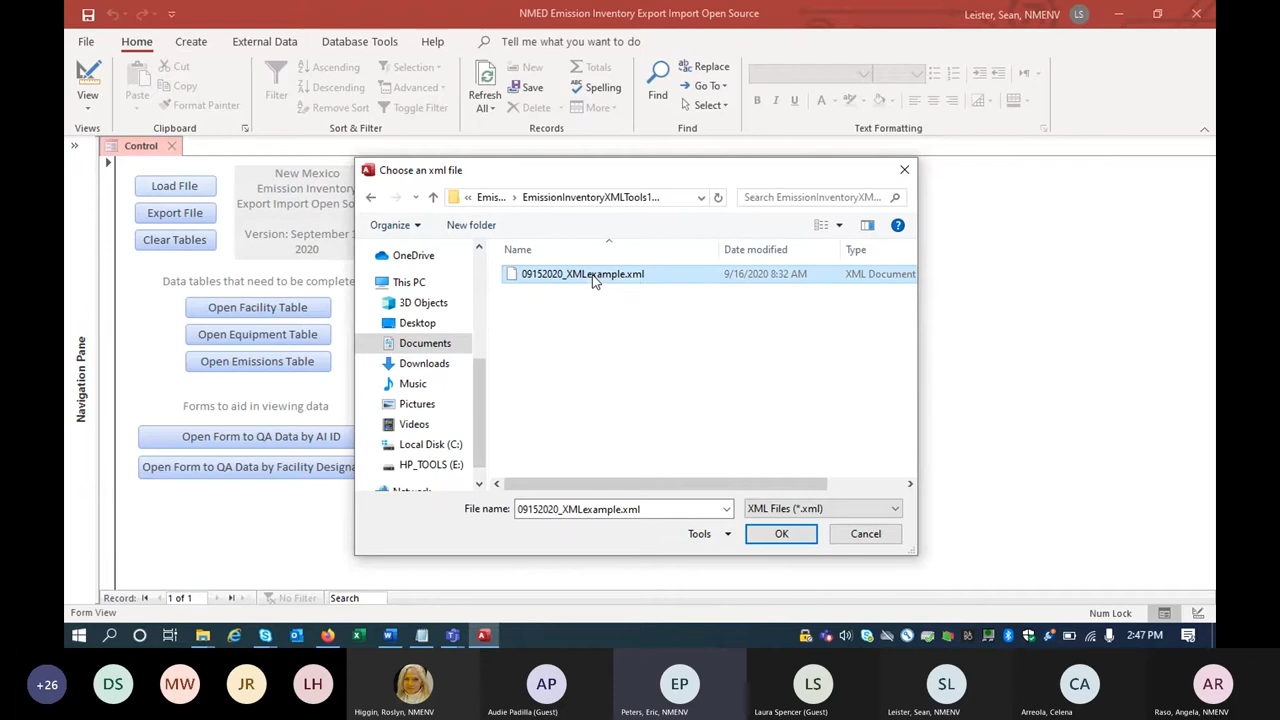 NMED Emission Inventory Export Import Open Source
Leister, Sean, NMENV LS
File Home Create External Data Database Tools Help Tell me what you want to do
View
Views
Paste
Cut
Copy
Format Painter
Clipboard
Filter
Ascending
Descending
Remove Sort
Selection
Advanced
Toggle Filter
Sort & Filter
Refresh
All
New
Save
Delete
Totals
Spelling
More
Records
Find
Replace
Go To
Select
Find
B I U A
Text Formatting
Control
Navigation Pane
Load File
Export File
Clear Tables
New Mexico
Emission Inventory
Export Import Open So
Version: September 1
2020
Data tables that need to be complete
Open Facility Table
Open Equipment Table
Open Emissions Table
Forms to aid in viewing data
Open Form to QA Data by AI ID
Open Form to QA Data by Facility Designa
Choose an xml file
« Emis... EmissionInventoryXMLTools1...
Search EmissionInventoryXML...
Organize New folder
OneDrive
This PC
3D Objects
Desktop
Documents
Downloads
Music
Pictures
Videos
Local Disk (C:)
HP_TOOLS (E:)
Network
Name Date modified Type
09152020_XMLexample.xml 9/16/2020 8:32 AM XML Document
File name: 09152020_XMLexample.xml XML Files (*.xml)
Tools OK Cancel
Record: 1 of 1 No Filter Search
Form View Num Lock
2:47 PM
+26 DS MW JR LH AP EP LS SL CA AR
Higgin, Roslyn, NMENV Audie Padilla (Guest) Peters, Eric, NMENV Laura Spencer (Guest) Leister, Sean, NMENV Arreola, Celena Raso, Angela, NMENV